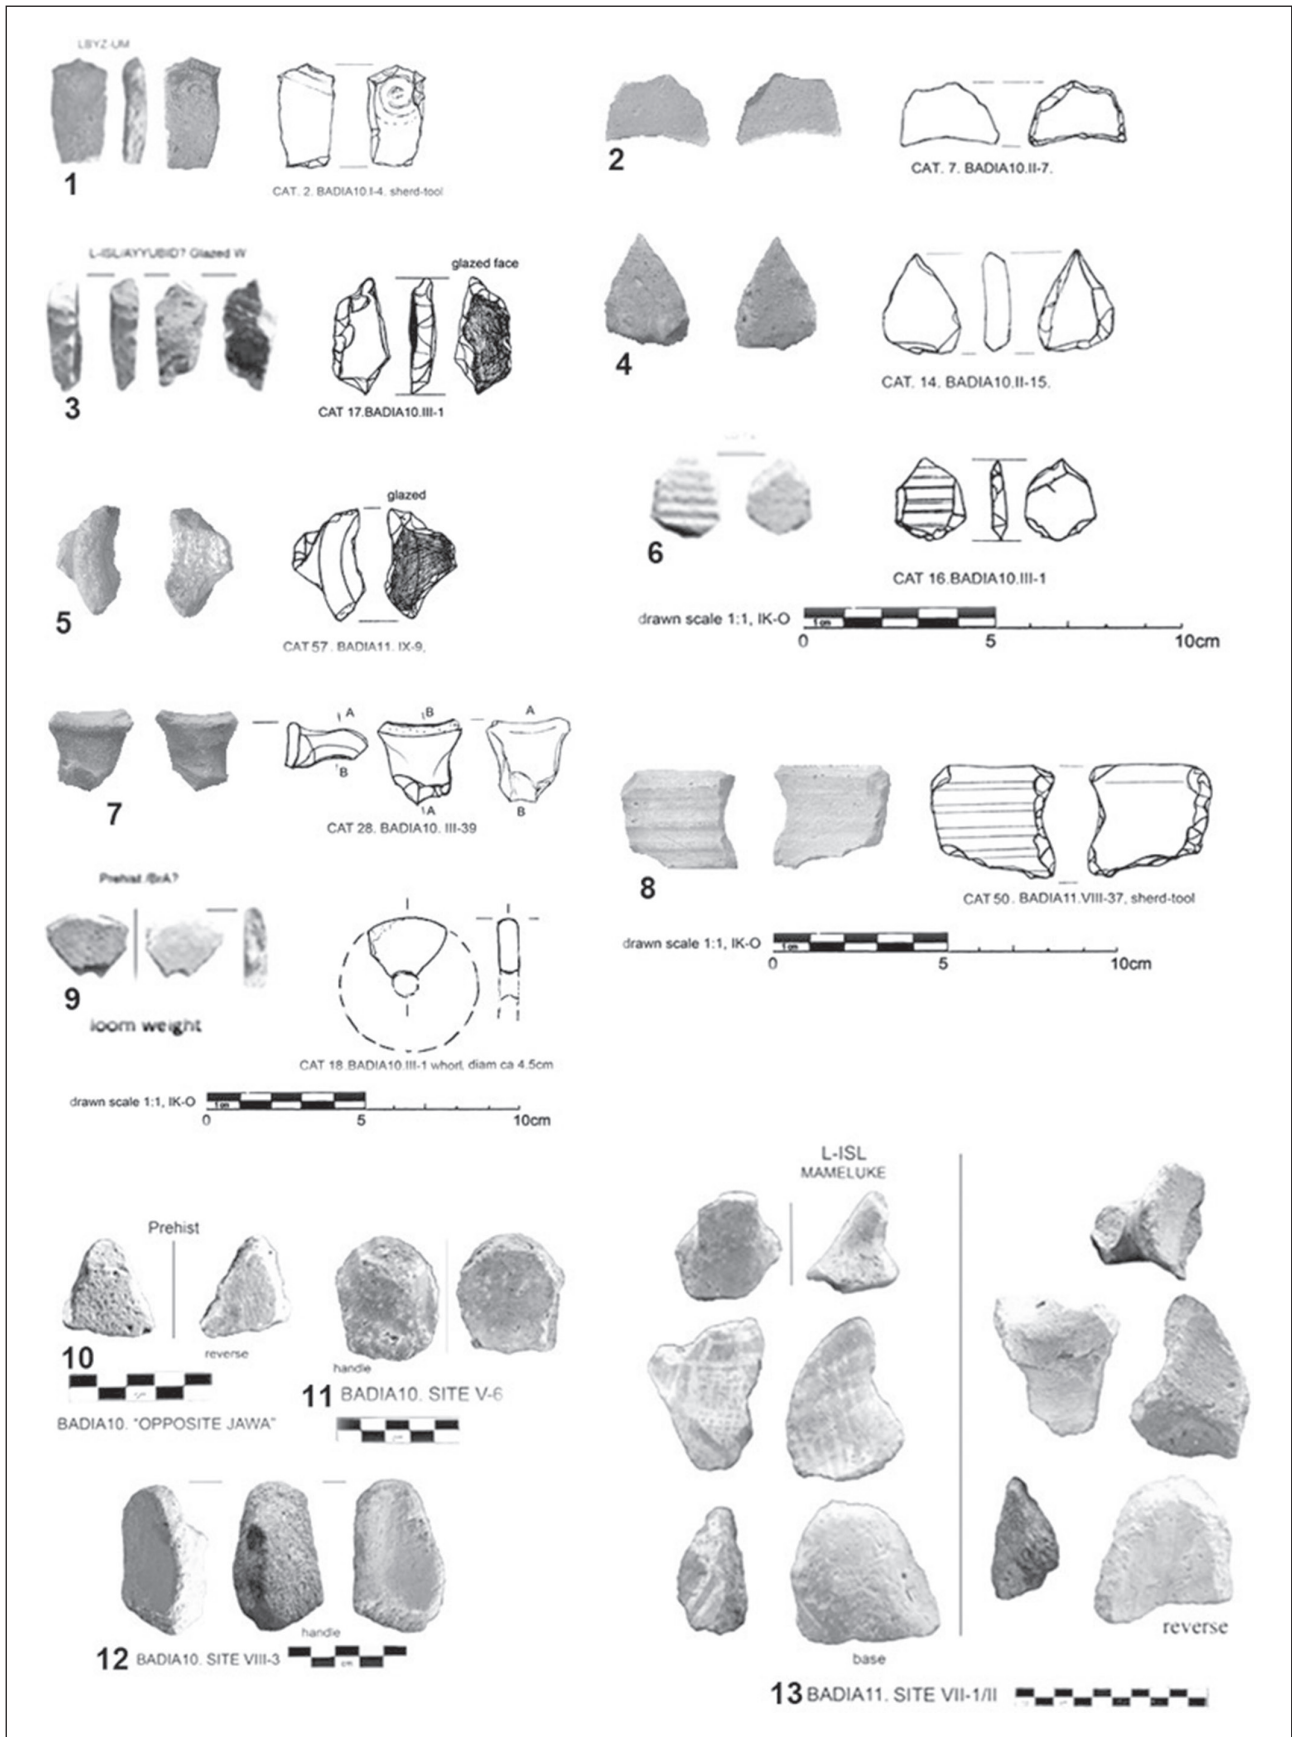 LBYZ-UM
1
CAT. 2. BADIA10.I-4. sherd-tool
2
CAT. 7. BADIA10.II-7.
L-ISL/AYYUBID? Glazed W
glazed face
3
CAT 17.BADIA10.III-1
4
CAT. 14. BADIA10.II-15.
glazed
5
CAT 57. BADIA11. IX-9,
6
CAT 16.BADIA10.III-1
drawn scale 1:1, IK-O
1 cm
0 5 10cm
A B A
B A B
7
CAT 28. BADIA10. III-39
8
CAT 50. BADIA11.VIII-37, sherd-tool
drawn scale 1:1, IK-O
1 cm
0 5 10cm
Prehist /BrA?
9
loom weight
CAT 18.BADIA10.III-1 whorl, diam ca 4.5cm
drawn scale 1:1, IK-O
1 cm
0 5 10cm
Prehist
10
reverse
BADIA10. "OPPOSITE JAWA"
handle
11 BADIA10. SITE V-6
handle
12 BADIA10. SITE VIII-3
cm
L-ISL
MAMELUKE
base
reverse
13 BADIA11. SITE VII-1/II